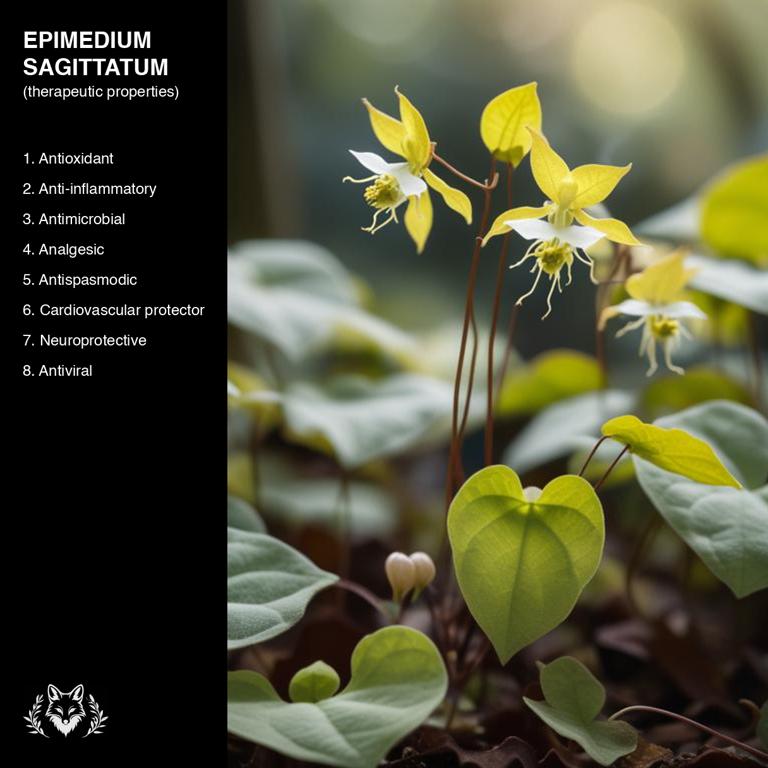 EPIMEDIUM
SAGITTATUM
(therapeutic properties)
1. Antioxidant
2. Anti-inflammatory
3. Antimicrobial
4. Analgesic
5. Antispasmodic
6. Cardiovascular protector
7. Neuroprotective
8. Antiviral